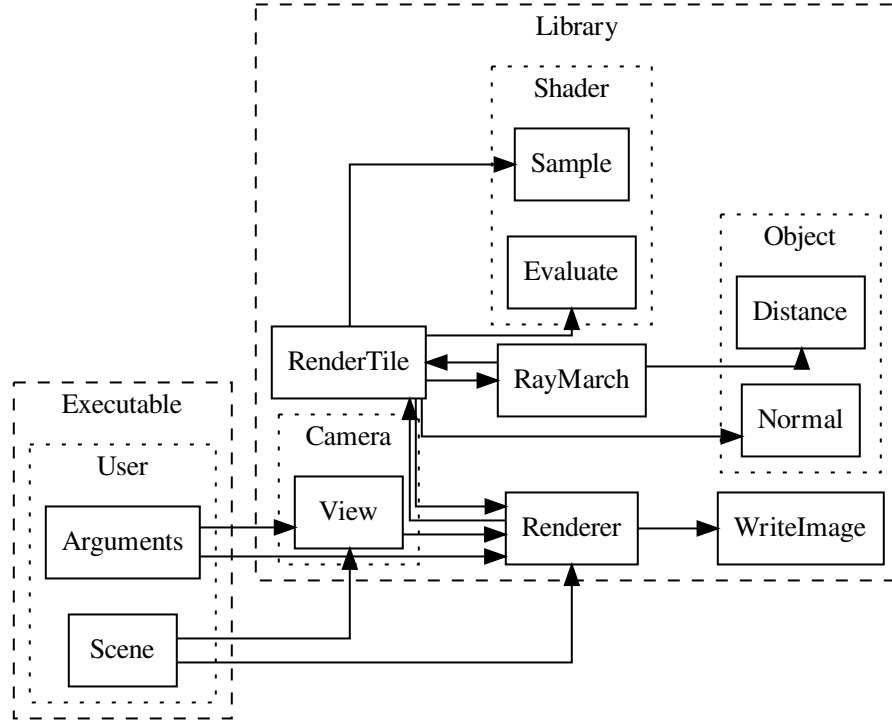 Library
Shader
Sample
Evaluate
Object
Distance
Normal
RenderTile
RayMarch
Executable
User
Arguments
Scene
Camera
View
Renderer
WriteImage